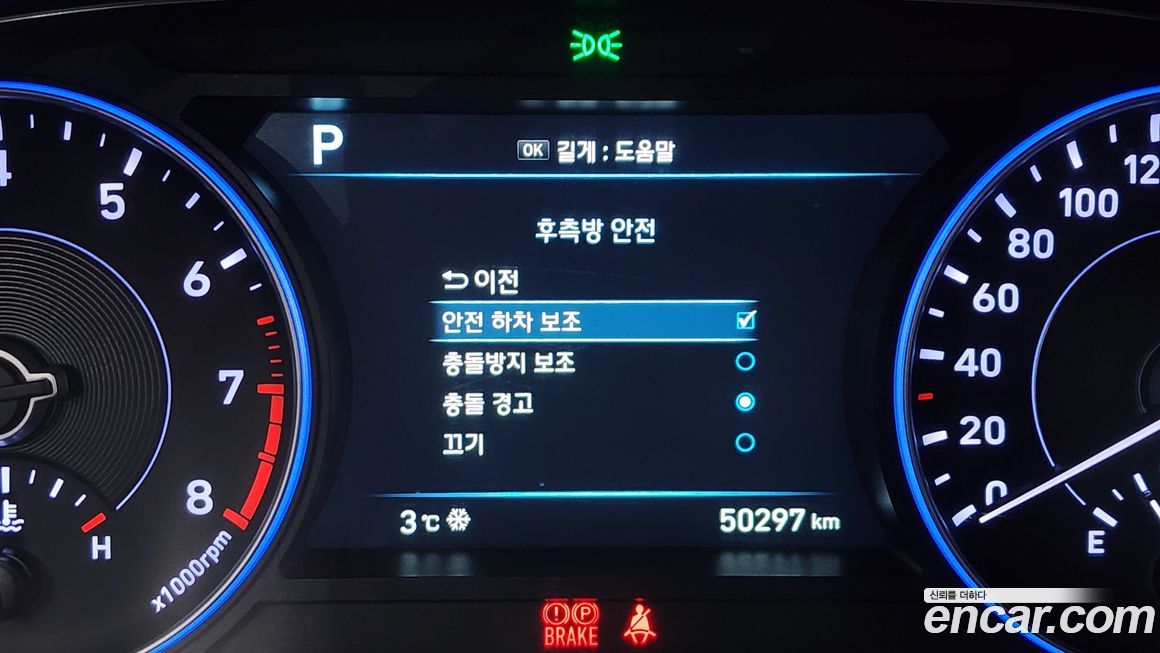 P
OK 길게 : 도움말
후측방 안전
이전
안전 하차 보조
충돌방지 보조
충돌 경고
끄기
3 ℃
50297 km
4
5
6
7
8
x1000rpm
H
0
20
40
60
80
100
12
E
P
BRAKE
신뢰를 더하다
encar.com